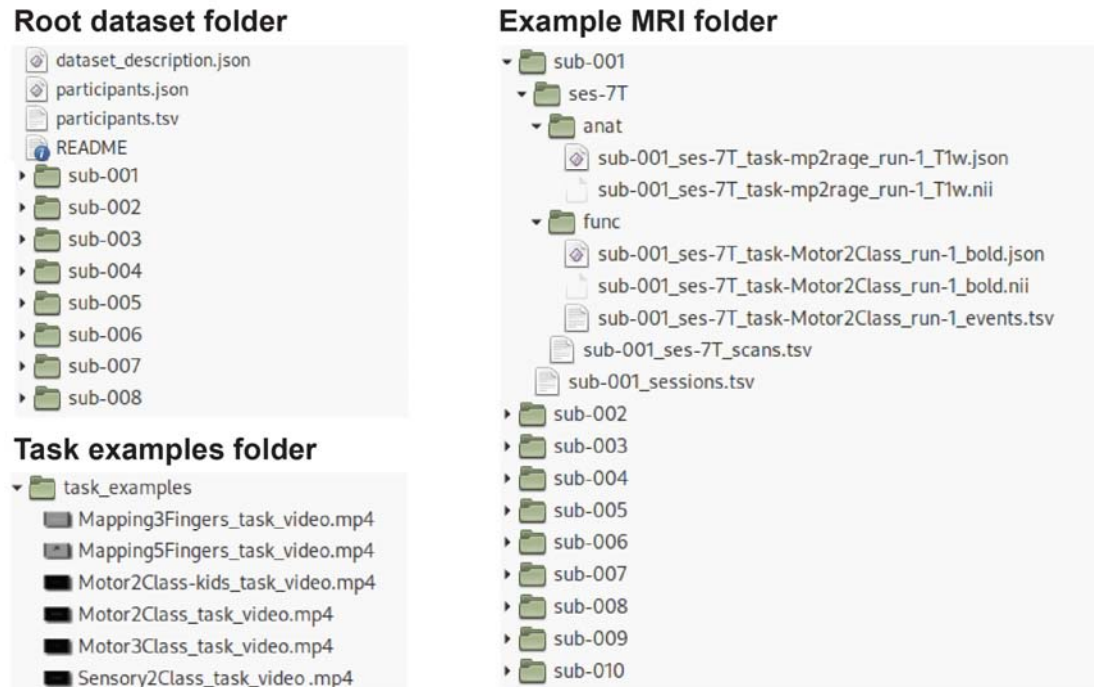 Root dataset folder
dataset_description.json
participants.json
participants.tsv
README
sub-001
sub-002
sub-003
sub-004
sub-005
sub-006
sub-007
sub-008
Task examples folder
task_examples
Mapping3Fingers_task_video.mp4
Mapping5Fingers_task_video.mp4
Motor2Class-kids_task_video.mp4
Motor2Class_task_video.mp4
Motor3Class_task_video.mp4
Sensory2Class_task_video .mp4
Example MRI folder
sub-001
ses-7T
anat
sub-001_ses-7T_task-mp2rage_run-1_T1w.json
sub-001_ses-7T_task-mp2rage_run-1_T1w.nii
func
sub-001_ses-7T_task-Motor2Class_run-1_bold.json
sub-001_ses-7T_task-Motor2Class_run-1_bold.nii
sub-001_ses-7T_task-Motor2Class_run-1_events.tsv
sub-001_ses-7T_scans.tsv
sub-001_sessions.tsv
sub-002
sub-003
sub-004
sub-005
sub-006
sub-007
sub-008
sub-009
sub-010